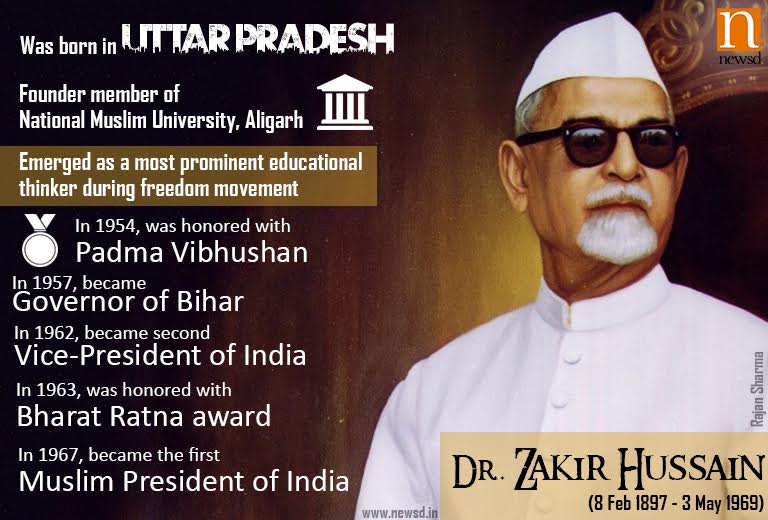 Was born in UTTAR PRADESH
Founder member of
National Muslim University, Aligarh
Emerged as a most prominent educational
thinker during freedom movement
In 1954, was honored with
Padma Vibhushan
In 1957, became
Governor of Bihar
In 1962, became second
Vice-President of India
In 1963, was honored with
Bharat Ratna award
In 1967, became the first
Muslim President of India
n
newsd
Rajan Sharma
DR. ZAKIR HUSSAIN
(8 Feb 1897 - 3 May 1969)
www.newsd.in